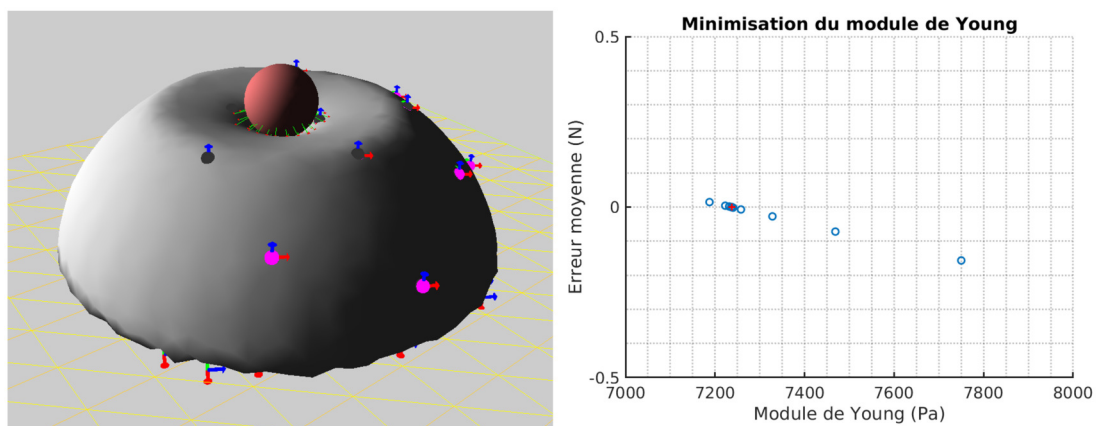 Minimisation du module de Young
0.5
0
-0.5
Erreur moyenne (N)
7000 7200 7400 7600 7800 8000
Module de Young (Pa)